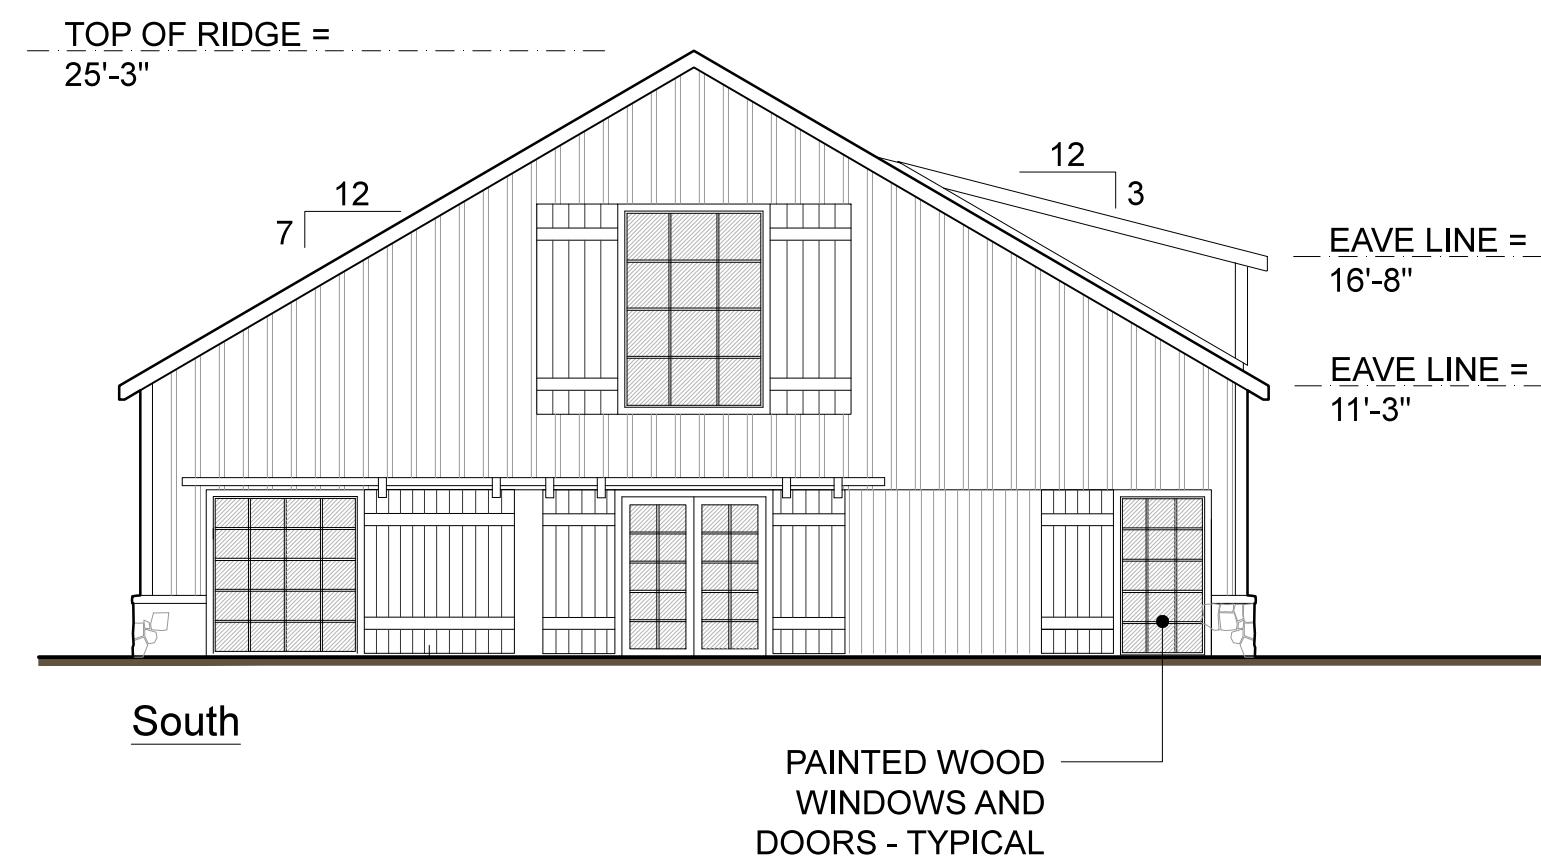 TOP OF RIDGE =
25'-3"
12
7
12
3
EAVE LINE =
16'-8"
EAVE LINE =
11'-3"
South
PAINTED WOOD
WINDOWS AND
DOORS - TYPICAL